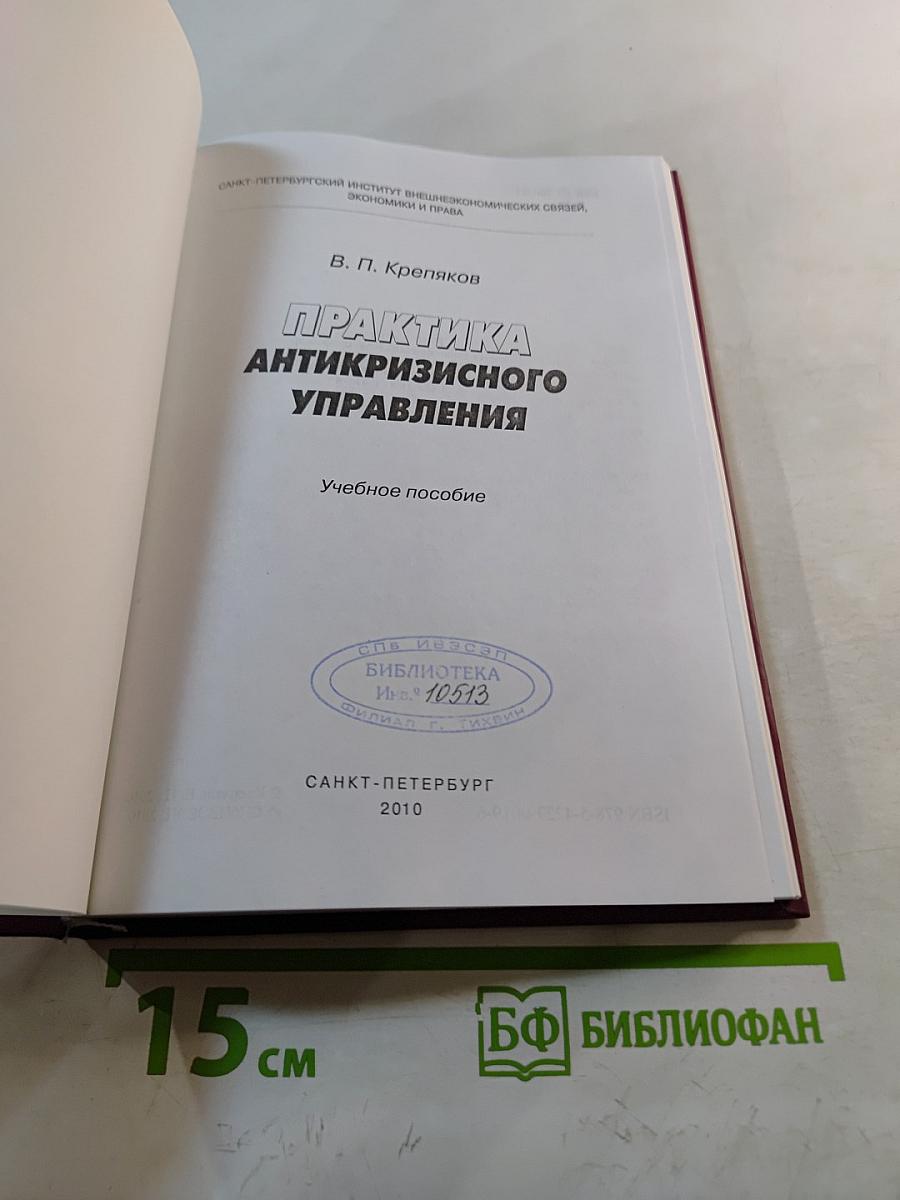 САНКТ-ПЕТЕРБУРГСКИЙ ИНСТИТУТ ВНЕШНЕЭКОНОМИЧЕСКИХ СВЯЗЕЙ,
ЭКОНОМИКИ И ПРАВА
В. П. Крепяков
ПРАКТИКА
АНТИКРИЗИСНОГО
УПРАВЛЕНИЯ
Учебное пособие
СПб ИВЭСЭП
БИБЛИОТЕКА
Инв.№ 10513
ФИЛИАЛ Г. ТИХВИН
САНКТ-ПЕТЕРБУРГ
2010
15 см
БФ БИБЛИОФАН